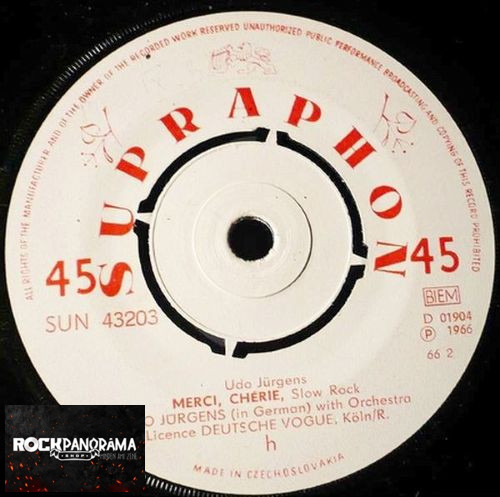 ALL RIGHTS OF THE MANUFACTURER AND OF THE OWNER OF THE RECORDED WORK RESERVED UNAUTHORIZED PUBLIC PERFORMANCE BROADCASTING AND COPYING OF THIS RECORD PROHIBITED
SUPRAPHON
45 45
SUN 43203
BIEM
D 01904
P 1966
66 2
Udo Jürgens
MERCI, CHÉRIE, Slow Rock
O JÜRGENS (in German) with Orchestra
Licence DEUTSCHE VOGUE, Köln/R.
h
MADE IN CZECHOSLOVAKIA
ROCKPANORAMA
SHOP